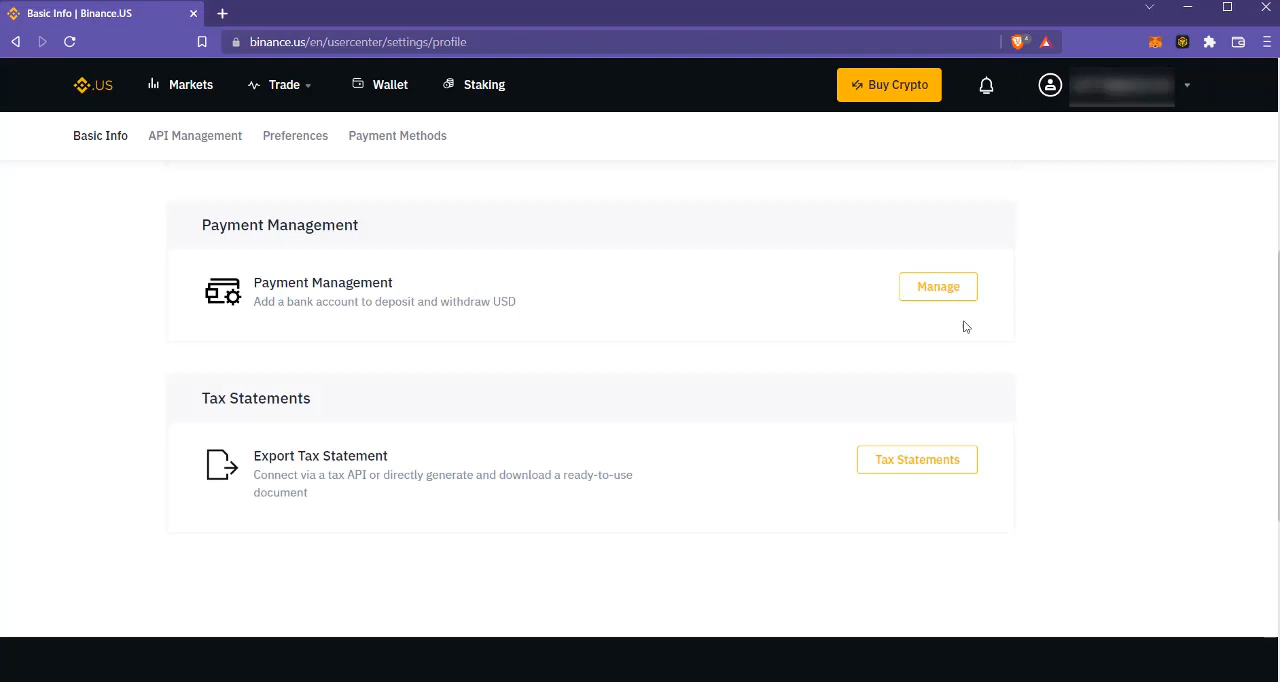 Basic Info | Binance.US
binance.us/en/usercenter/settings/profile
4
.US
Markets
Trade
Wallet
Staking
Buy Crypto
Basic Info
API Management
Preferences
Payment Methods
Payment Management
Payment Management
Add a bank account to deposit and withdraw USD
Manage
Tax Statements
Export Tax Statement
Connect via a tax API or directly generate and download a ready-to-use
document
Tax Statements